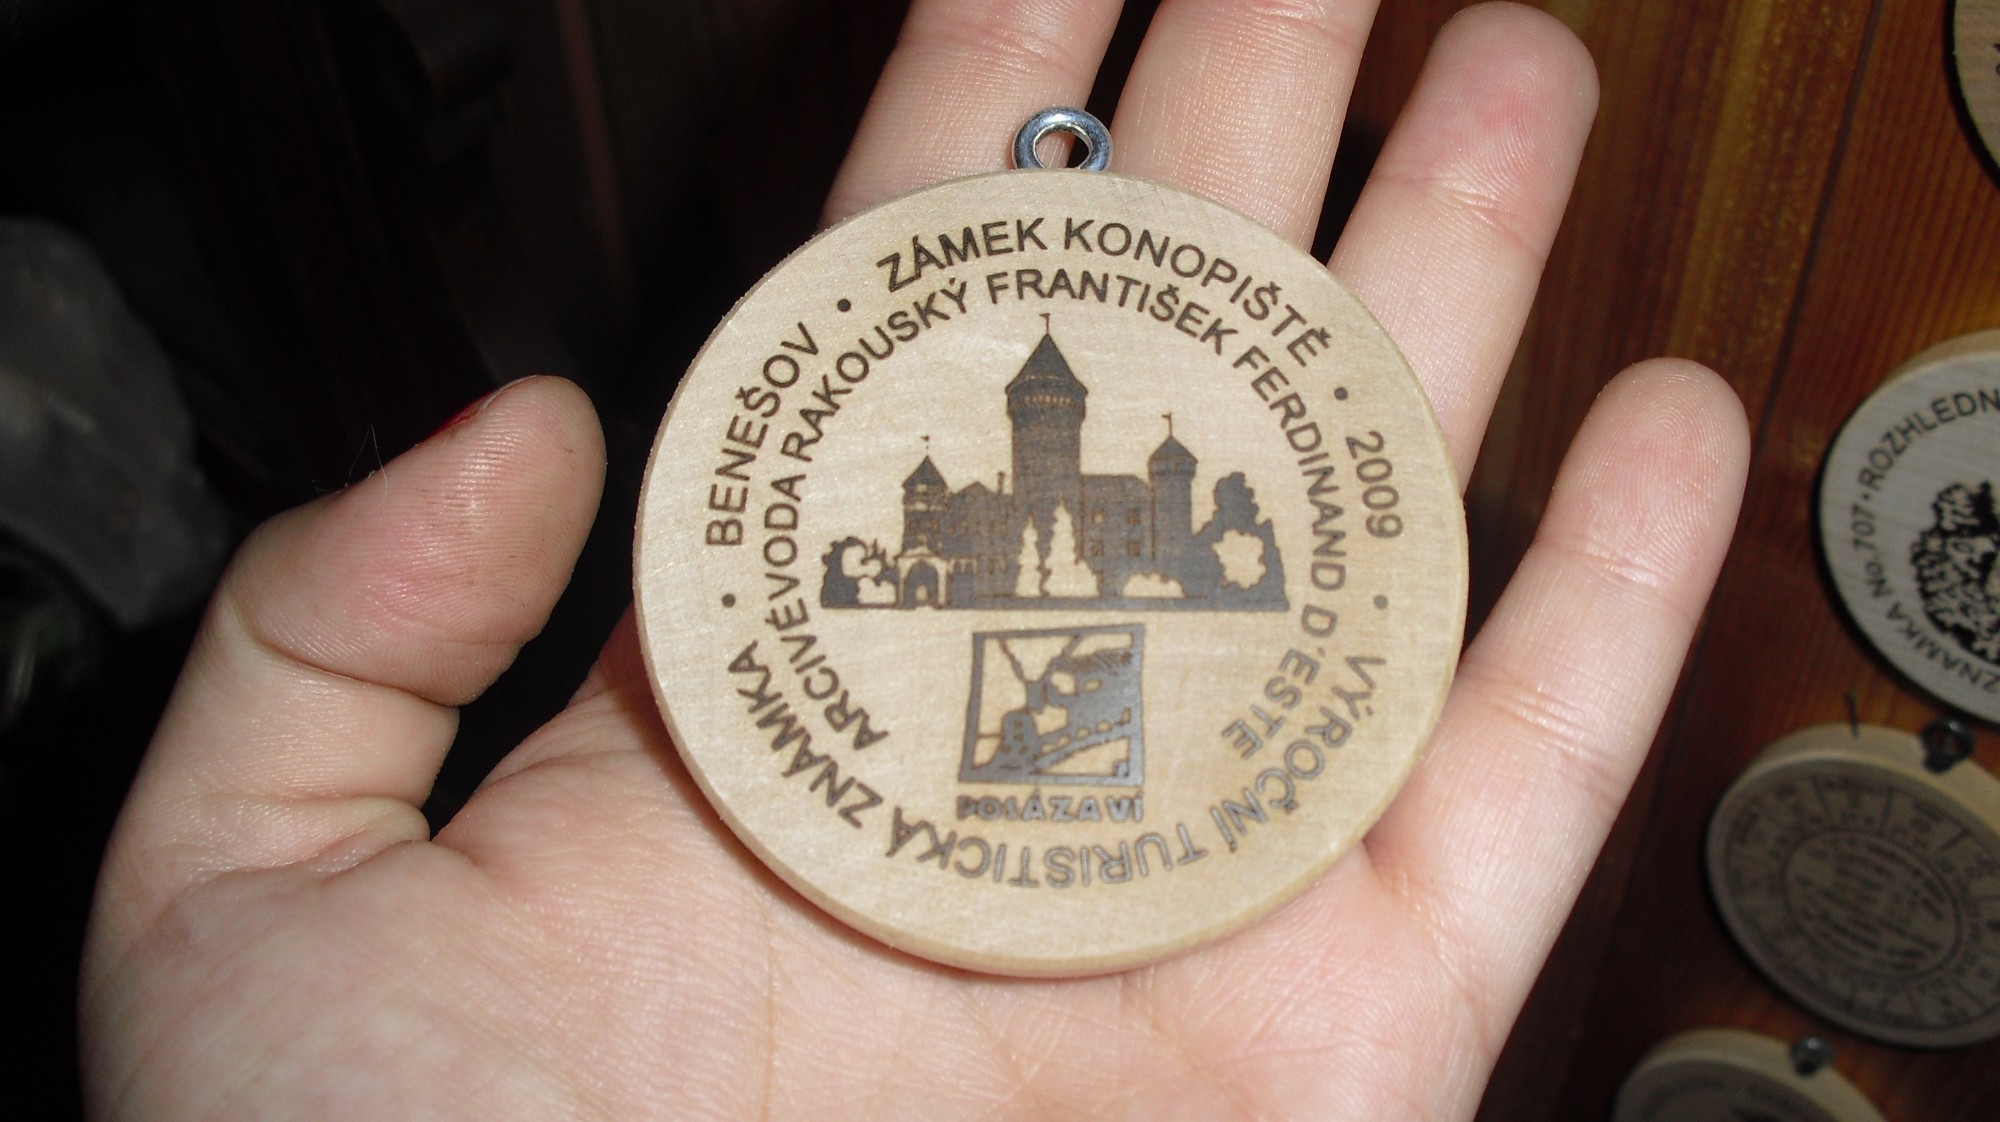 BENEŠOV • ZÁMEK KONOPIŠTĚ • 2009 • VÝROČNÍ TURISTICKÁ ZNÁMKA •
ARCIVÉVODA RAKOUSKÝ FRANTIŠEK FERDINAND D'ESTE
POSÁZAVÍ
ZNÁMKA No. 707 • ROZHLEDN